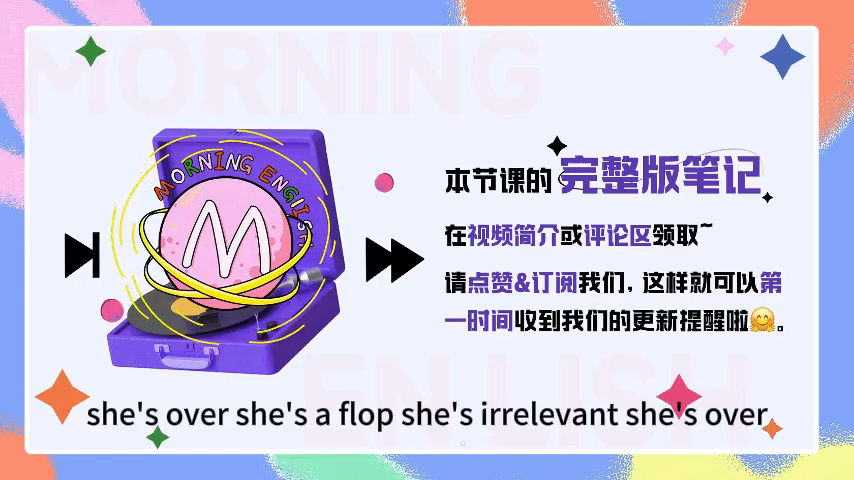 MORNING
MORNING ENGLISH
M
本节课的 完整版笔记
在视频简介或评论区领取~
请点赞&订阅我们，这样就可以第
一时间收到我们的更新提醒啦🤗。
ENGLISH
she's over she's a flop she's irrelevant she's over